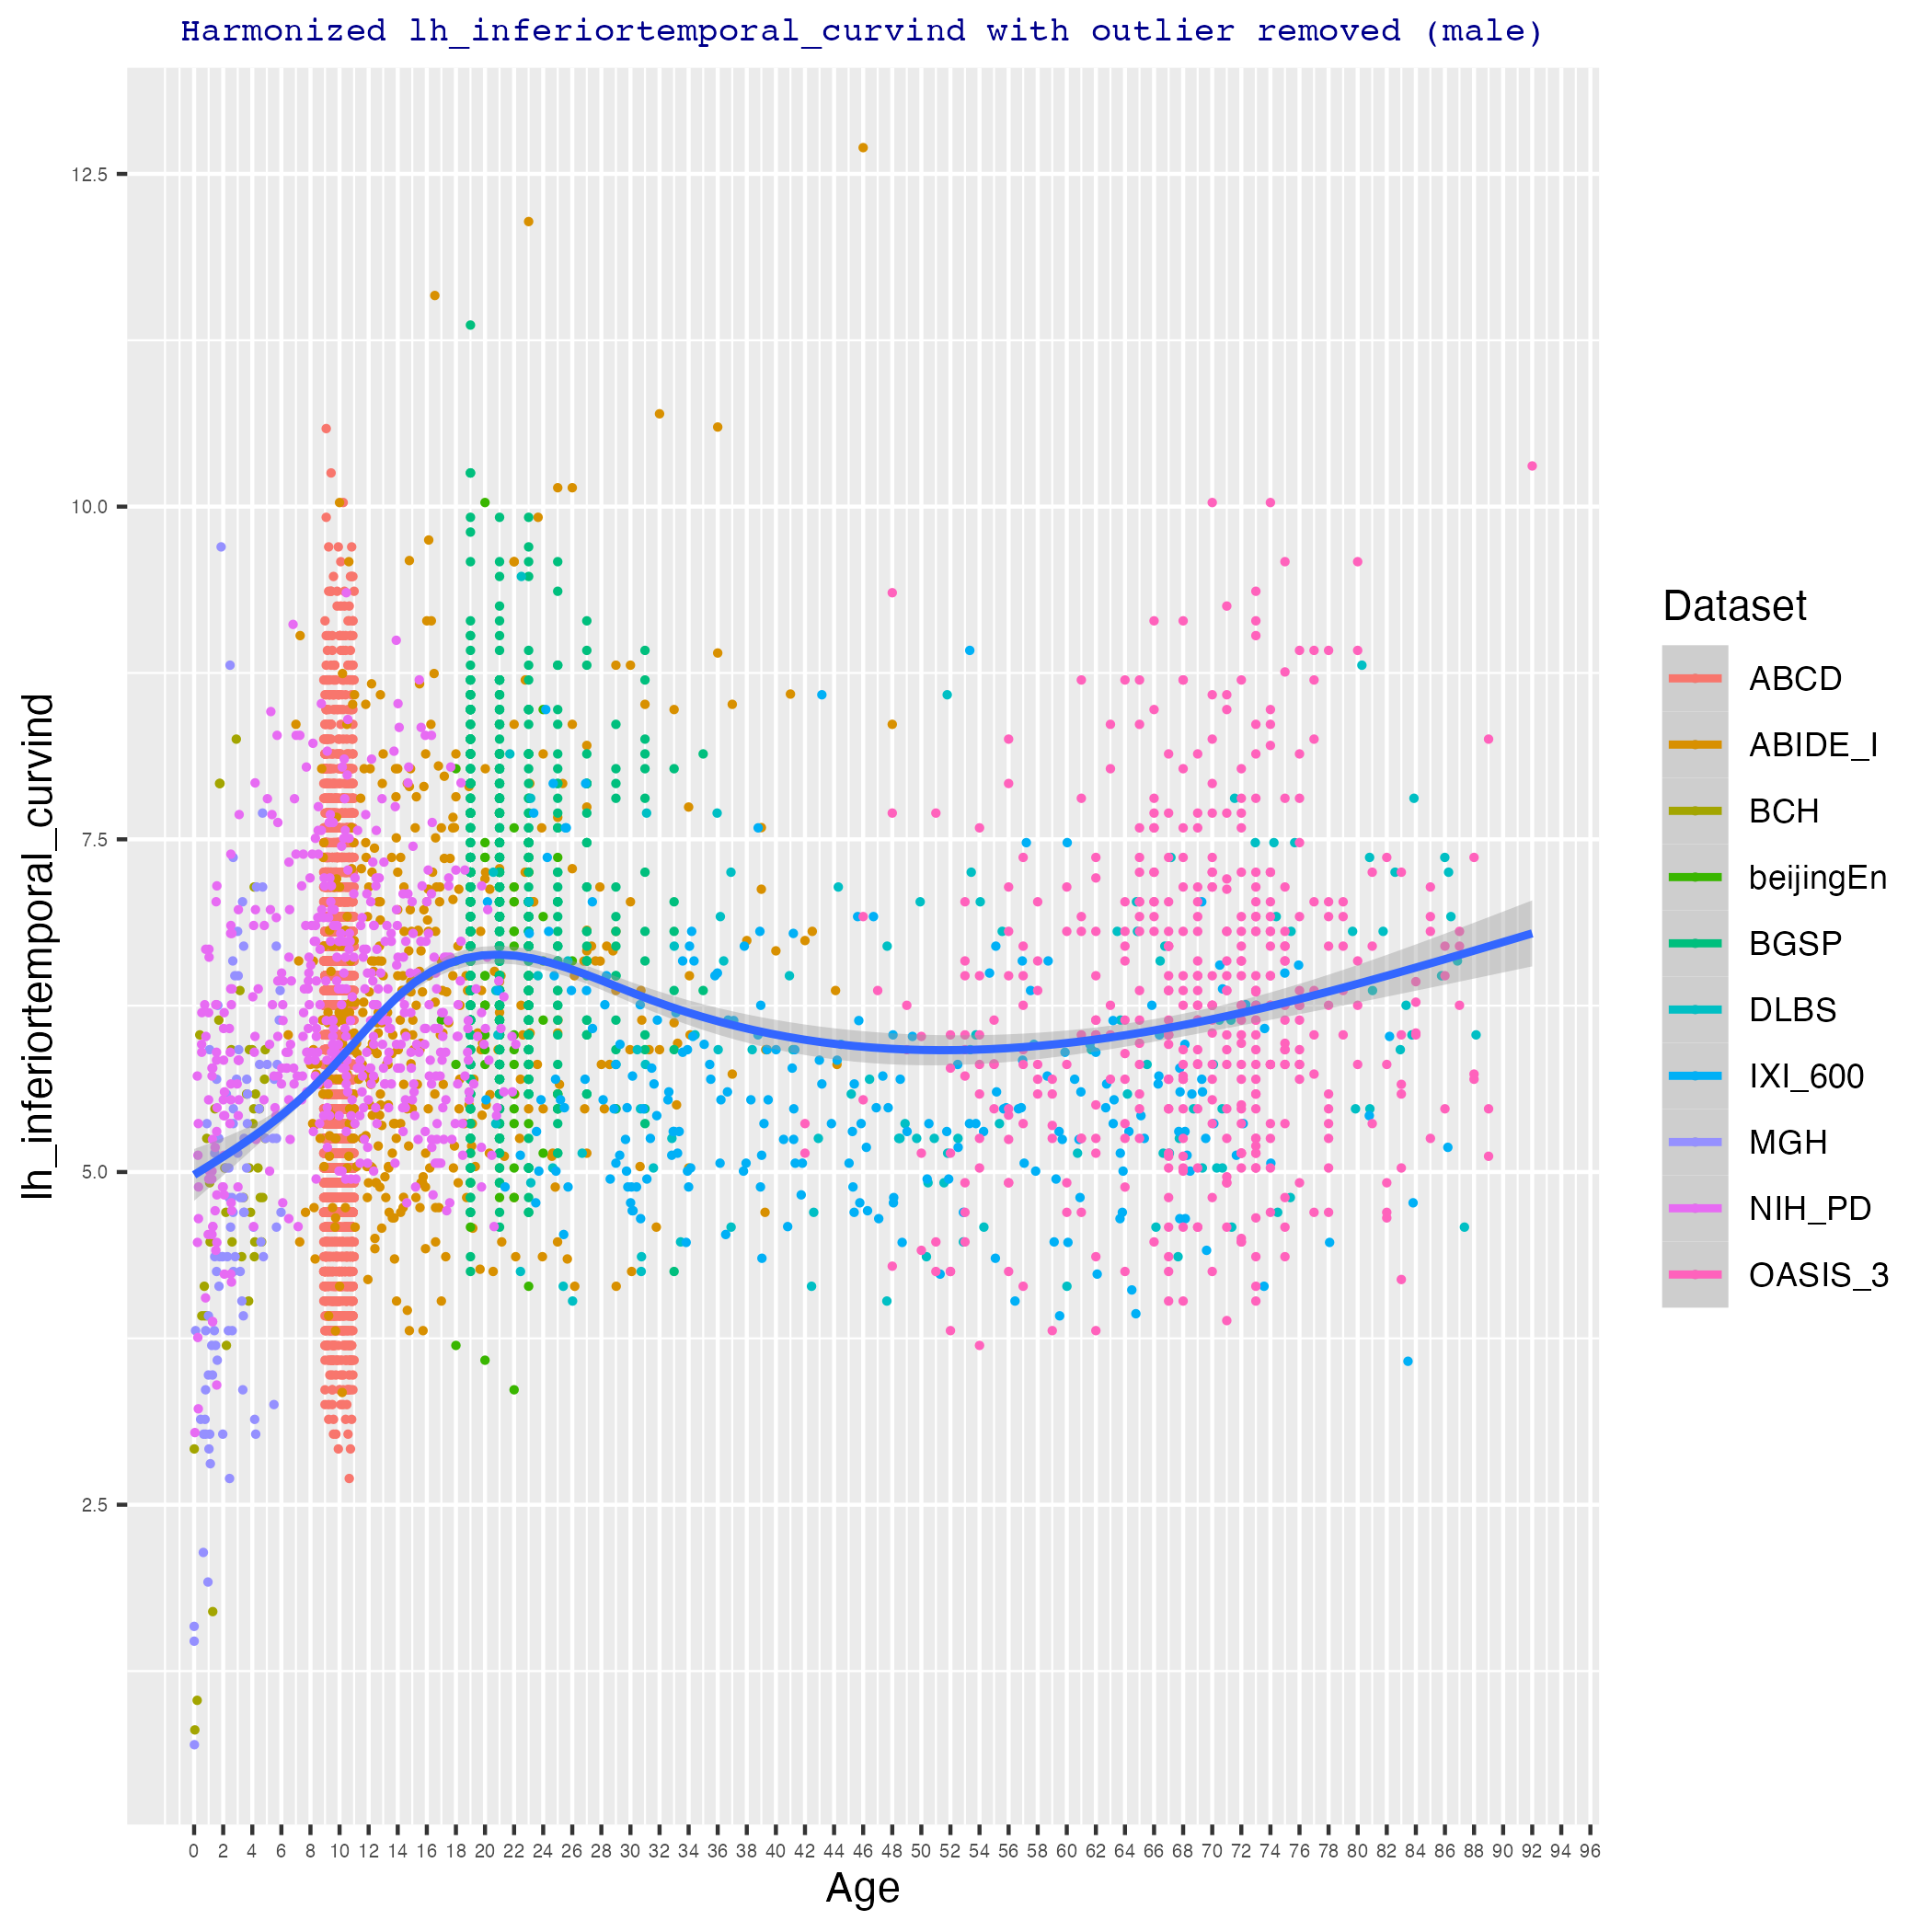 Harmonized lh_inferiortemporal_curvind with outlier removed (male)
lh_inferiortemporal_curvind
12.5
10.0
7.5
5.0
2.5
0 2 4 6 8 10 12 14 16 18 20 22 24 26 28 30 32 34 36 38 40 42 44 46 48 50 52 54 56 58 60 62 64 66 68 70 72 74 76 78 80 82 84 86 88 90 92 94 96
Age
Dataset
ABCD
ABIDE_I
BCH
beijingEn
BGSP
DLBS
IXI_600
MGH
NIH_PD
OASIS_3